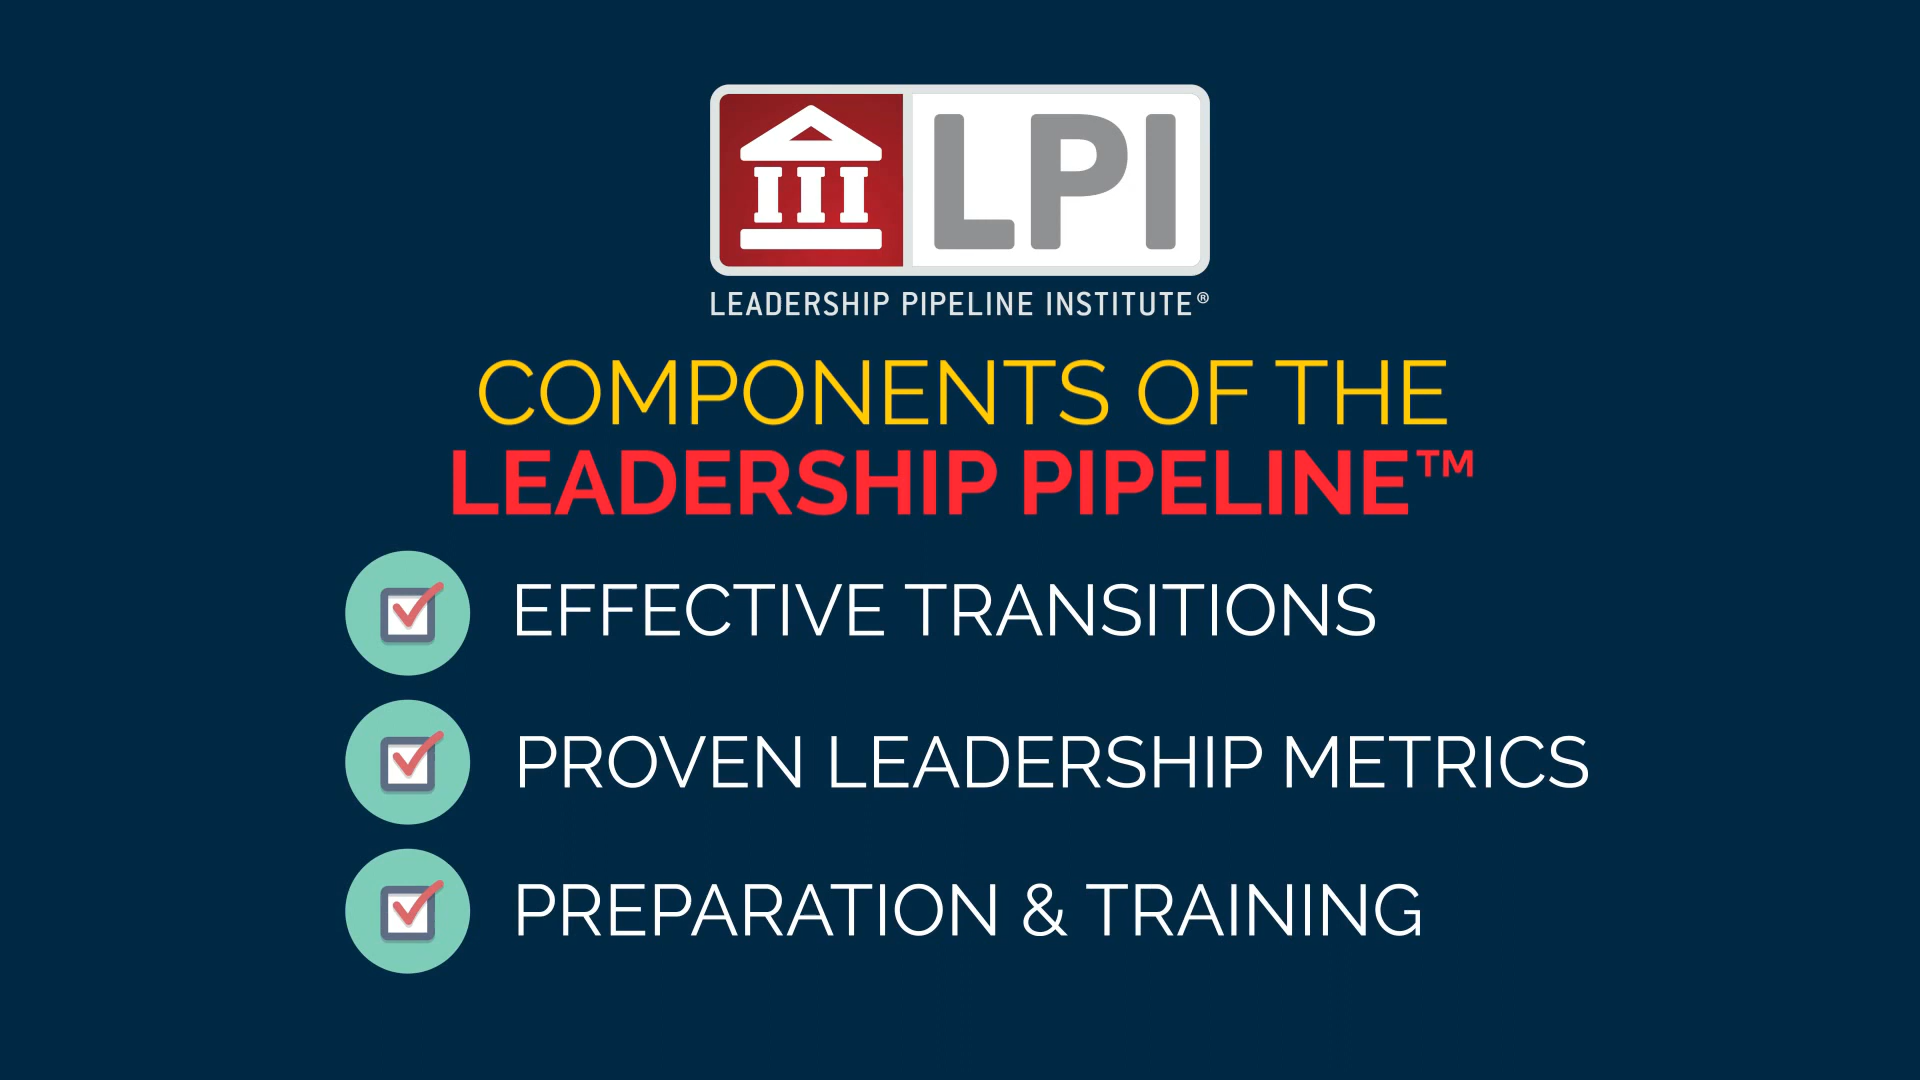 LPI
LEADERSHIP PIPELINE INSTITUTE®
COMPONENTS OF THE
LEADERSHIP PIPELINE™
EFFECTIVE TRANSITIONS
PROVEN LEADERSHIP METRICS
PREPARATION & TRAINING